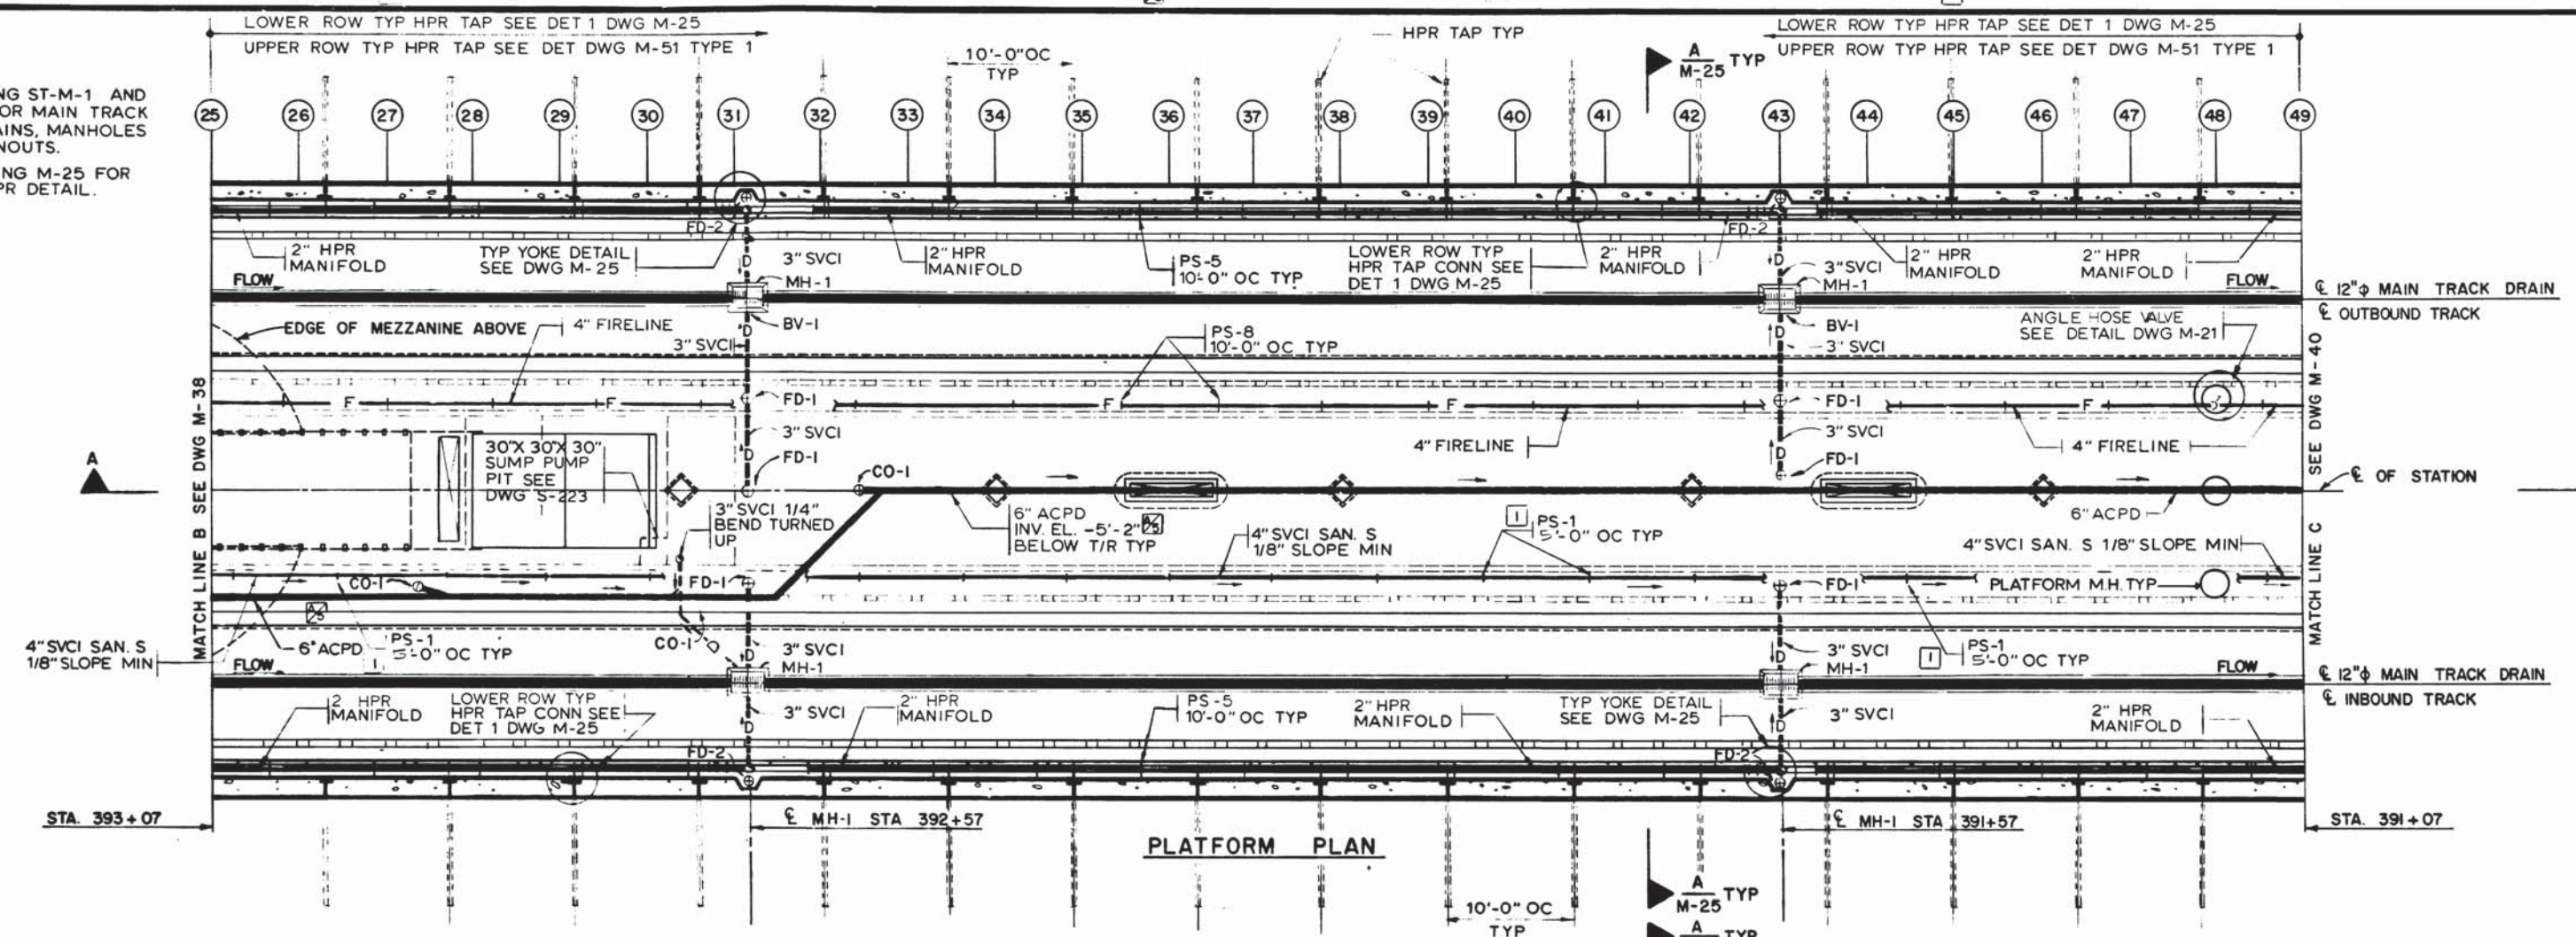 LOWER ROW TYP HPR TAP SEE DET 1 DWG M-25
UPPER ROW TYP HPR TAP SEE DET DWG M-51 TYPE 1
10'-0" OC
TYP
HPR TAP TYP
A
M-25 TYP
LOWER ROW TYP HPR TAP SEE DET 1 DWG M-25
UPPER ROW TYP HPR TAP SEE DET DWG M-51 TYPE 1
NG ST-M-1 AND
OR MAIN TRACK
AINS, MANHOLES
NOUTS.
NG M-25 FOR
PR DETAIL.
25 26 27 28 29 30 31 32 33 34 35 36 37 38 39 40 41 42 43 44 45 46 47 48 49
FD-2
FD-2
2" HPR
MANIFOLD
TYP YOKE DETAIL
SEE DWG M-25
D
3" SVCI
2" HPR
MANIFOLD
PS-5
10'-0" OC TYP
LOWER ROW TYP
HPR TAP CONN SEE
DET 1 DWG M-25
2" HPR
MANIFOLD
D
3" SVCI
2" HPR
MANIFOLD
2" HPR
MANIFOLD
FLOW
MH-1
MH-1
FLOW
℄ 12"φ MAIN TRACK DRAIN
℄ OUTBOUND TRACK
EDGE OF MEZZANINE ABOVE
4" FIRELINE
D
BV-1
3" SVCI
PS-8
10'-0" OC TYP
D
BV-1
3" SVCI
ANGLE HOSE VALVE
SEE DETAIL DWG M-21
F
F
FD-1
F
F
FD-1
F
3" SVCI
4" FIRELINE
3" SVCI
4" FIRELINE
30"X 30"X 30"
SUMP PUMP
PIT SEE
DWG S-223
D
FD-1
D
FD-1
A
MATCH LINE B SEE DWG M-38
MATCH LINE C SEE DWG M-40
CO-1
℄ OF STATION
3" SVCI 1/4"
BEND TURNED
UP
6" ACPD
INV. EL. -5'-2"
BELOW T/R TYP
4" SVCI SAN. S
1/8" SLOPE MIN
1
PS-1
5'-0" OC TYP
6" ACPD
4" SVCI SAN. S 1/8" SLOPE MIN
CO-1
FD-1
FD-1
PLATFORM M.H. TYP
4" SVCI SAN. S
1/8" SLOPE MIN
6" ACPD
PS-1
5'-0" OC TYP
1
CO-1
D
D
3" SVCI
D
3" SVCI
1
PS-1
5'-0" OC TYP
FLOW
MH-1
MH-1
FLOW
℄ 12"φ MAIN TRACK DRAIN
℄ INBOUND TRACK
2" HPR
MANIFOLD
LOWER ROW TYP
HPR TAP CONN SEE
DET 1 DWG M-25
D
3" SVCI
2" HPR
MANIFOLD
PS-5
10'-0" OC TYP
2" HPR
MANIFOLD
TYP YOKE DETAIL
SEE DWG M-25
D
3" SVCI
2" HPR
MANIFOLD
FD-2
FD-2
STA. 393+07
℄ MH-1 STA 392+57
PLATFORM PLAN
℄ MH-1 STA 391+57
STA. 391+07
10'-0" OC
TYP
A
M-25 TYP
A TYP